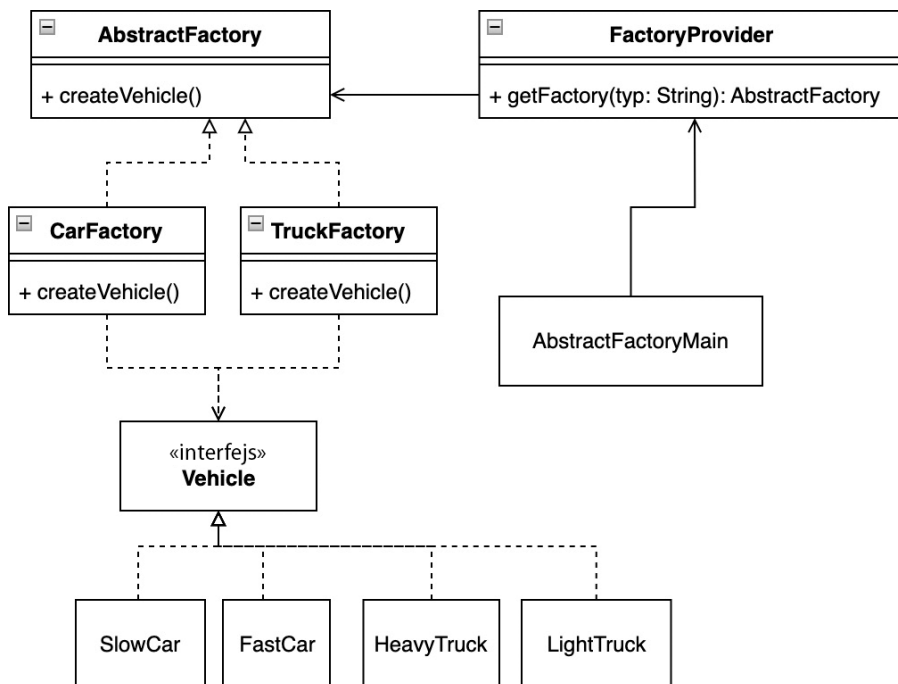 AbstractFactory
+ createVehicle()
FactoryProvider
+ getFactory(typ: String): AbstractFactory
CarFactory
+ createVehicle()
TruckFactory
+ createVehicle()
AbstractFactoryMain
«interfejs»
Vehicle
SlowCar
FastCar
HeavyTruck
LightTruck